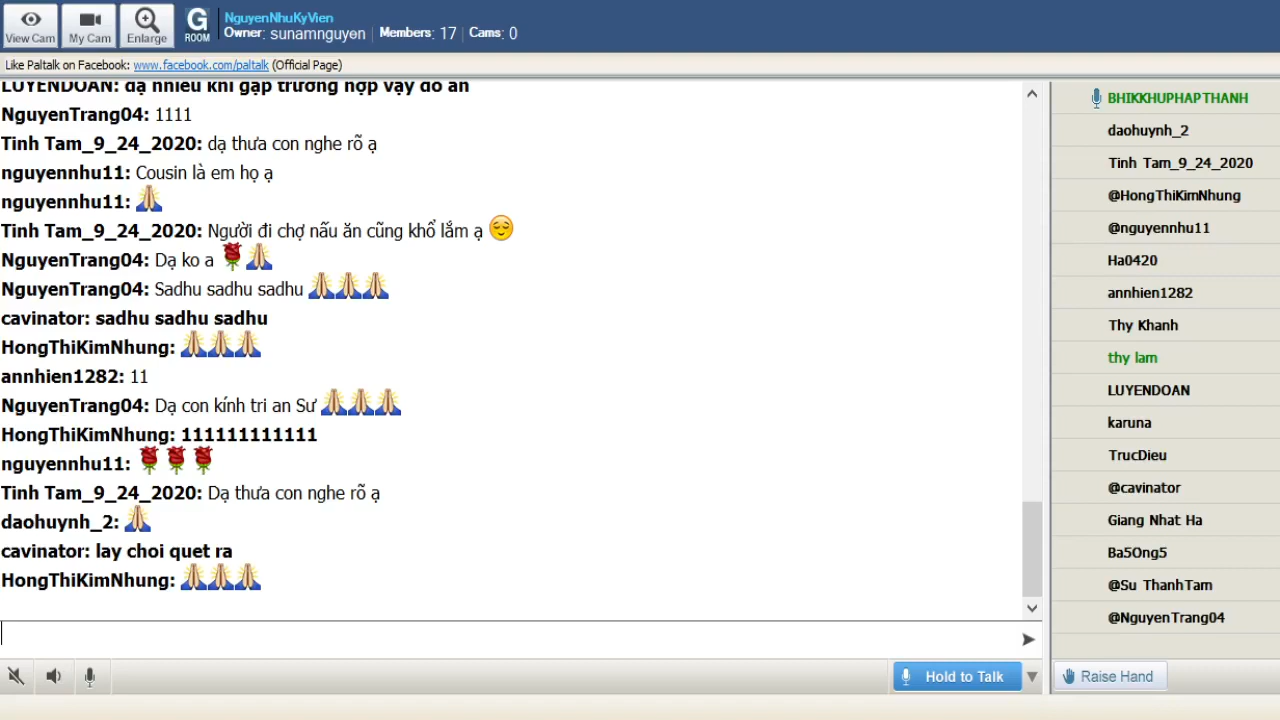 G
ROOM
NguyenNhuKyVien
Owner: sunamnguyen Members: 17 Cams: 0
View Cam
My Cam
Enlarge
Like Paltalk on Facebook: www.facebook.com/paltalk (Official Page)
LUYENDOAN: dạ nhieu khi gặp trường hợp vậy do an
NguyenTrang04: 1111
Tinh Tam_9_24_2020: dạ thưa con nghe rõ ạ
nguyennhu11: Cousin là em họ ạ
nguyennhu11: 🙏
Tinh Tam_9_24_2020: Người đi chợ nấu ăn cũng khổ lắm ạ 😌
NguyenTrang04: Dạ ko a 🌹🙏
NguyenTrang04: Sadhu sadhu sadhu 🙏🙏🙏
cavinator: sadhu sadhu sadhu
HongThiKimNhung: 🙏🙏🙏
annhien1282: 11
NguyenTrang04: Dạ con kính tri an Sư 🙏🙏🙏
HongThiKimNhung: 111111111111
nguyennhu11: 🌹🌹🌹
Tinh Tam_9_24_2020: Dạ thưa con nghe rõ ạ
daohuynh_2: 🙏
cavinator: lay choi quet ra
HongThiKimNhung: 🙏🙏🙏
BHIKKHUPHAPTHANH
daohuynh_2
Tinh Tam_9_24_2020
@HongThiKimNhung
@nguyennhu11
Ha0420
annhien1282
Thy Khanh
thy lam
LUYENDOAN
karuna
TrucDieu
@cavinator
Giang Nhat Ha
Ba5Ong5
@Su ThanhTam
@NguyenTrang04
Hold to Talk
Raise Hand